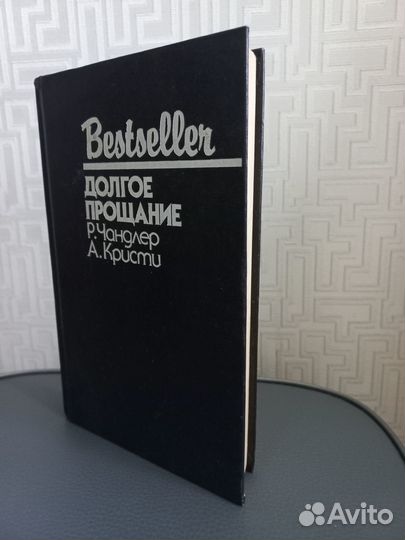 Bestseller
ДОЛГОЕ
ПРОЩАНИЕ
Р. Чандлер
А. Кристи
Avito